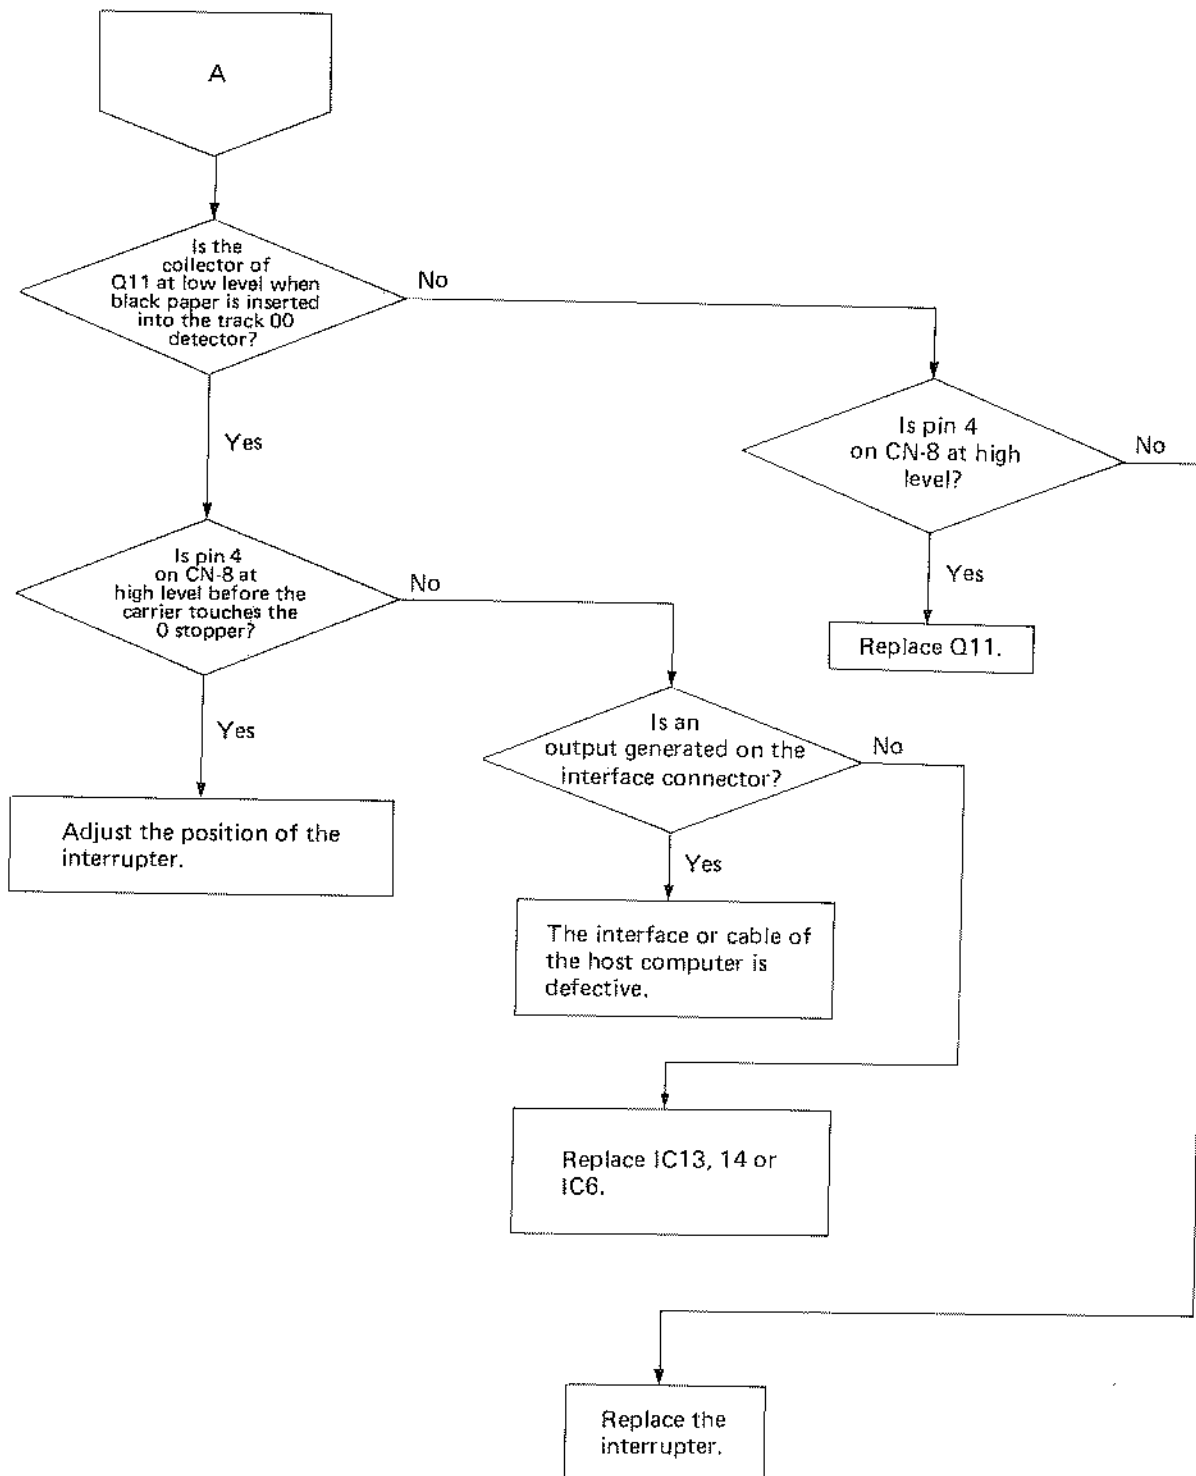 A
Is the
collector of
Q11 at low level when
black paper is inserted
into the track 00
detector?
No
Yes
Is pin 4
on CN-8 at high
level?
No
Yes
Replace Q11.
Is pin 4
on CN-8 at
high level before the
carrier touches the
0 stopper?
No
Yes
Adjust the position of the
interrupter.
Is an
output generated on the
interface connector?
No
Yes
The interface or cable of
the host computer is
defective.
Replace IC13, 14 or
IC6.
Replace the
interrupter.